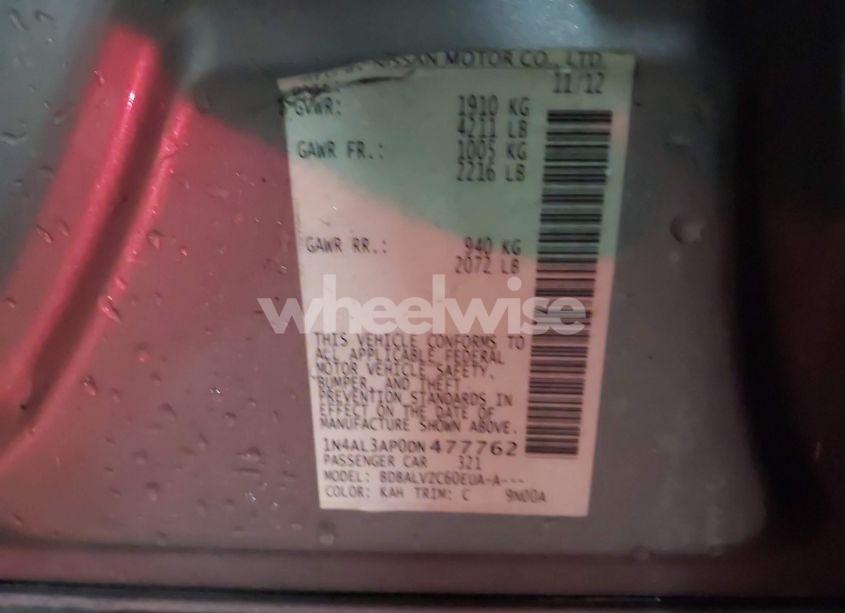 NISSAN MOTOR CO., LTD.
11/12
GVWR: 1910 KG
4211 LB
GAWR FR.: 1005 KG
2216 LB
GAWR RR.: 940 KG
2072 LB
wheelwise
THIS VEHICLE CONFORMS TO
ALL APPLICABLE FEDERAL
MOTOR VEHICLE SAFETY,
BUMPER, AND THEFT
PREVENTION STANDARDS IN
EFFECT ON THE DATE OF
MANUFACTURE SHOWN ABOVE.
1N4AL3AP0DN477762
PASSENGER CAR 321
MODEL: BDBALV2C60EUA-A---
COLOR: KAH TRIM: C 9N00A